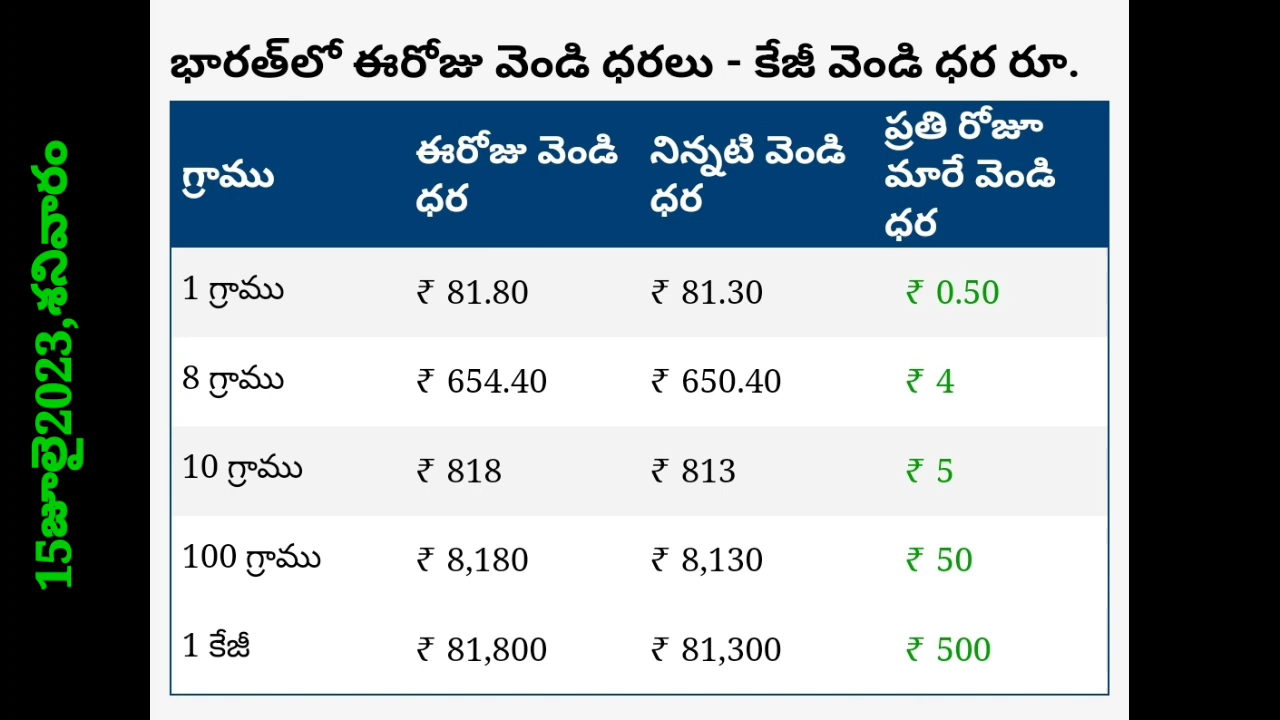 భారత్‌లో ఈరోజు వెండి ధరలు - కేజీ వెండి ధర రూ.
గ్రాము
ఈరోజు వెండి
ధర
నిన్నటి వెండి
ధర
ప్రతి రోజూ
మారే వెండి
ధర
1 గ్రాము ₹ 81.80 ₹ 81.30 ₹ 0.50
8 గ్రాము ₹ 654.40 ₹ 650.40 ₹ 4
10 గ్రాము ₹ 818 ₹ 813 ₹ 5
100 గ్రాము ₹ 8,180 ₹ 8,130 ₹ 50
1 కేజీ ₹ 81,800 ₹ 81,300 ₹ 500
15జూలై2023,శనివారం